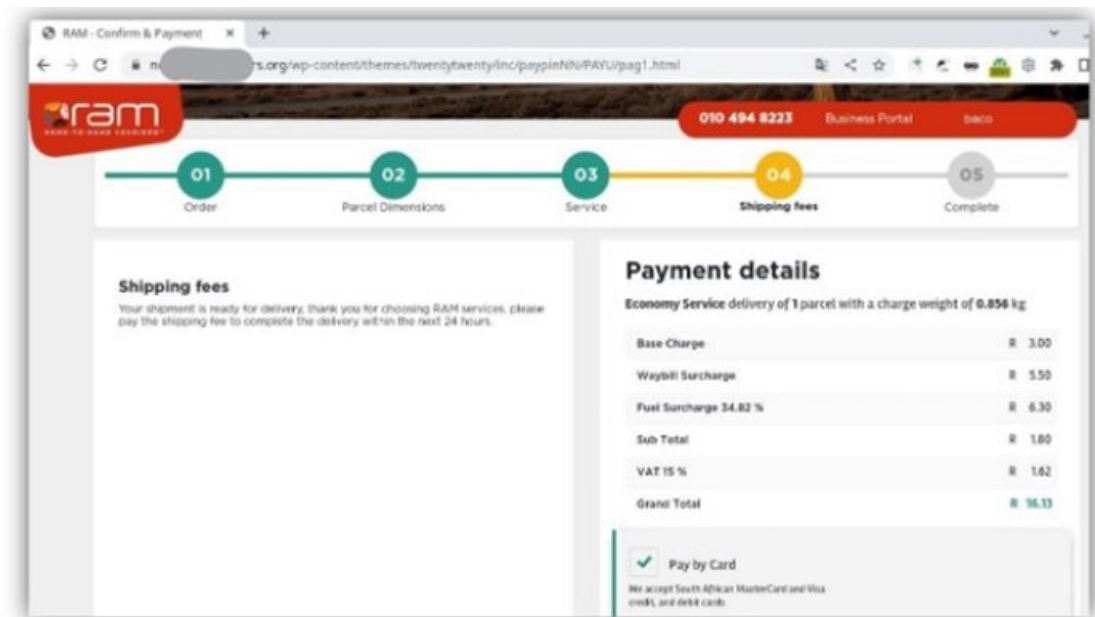 RAM - Confirm & Payment
rs.org/wp-content/themes/twentytwenty/inc/paypinNN/PAYU/pag1.html
ram
HAND-TO-HAND COURIERS
010 494 8223 Business Portal baco
01 02 03 04 05
Order Parcel Dimensions Service Shipping fees Complete
Shipping fees
Your shipment is ready for delivery, thank you for choosing RAM services, please
pay the shipping fee to complete the delivery within the next 24 hours.
Payment details
Economy Service delivery of 1 parcel with a charge weight of 0.856 kg
Base Charge R 3.00
Waybill Surcharge R 5.50
Fuel Surcharge 34.82 % R 6.30
Sub Total R 1.80
VAT 15 % R 1.62
Grand Total R 16.13
Pay by Card
We accept South African MasterCard and Visa
credit, and debit cards